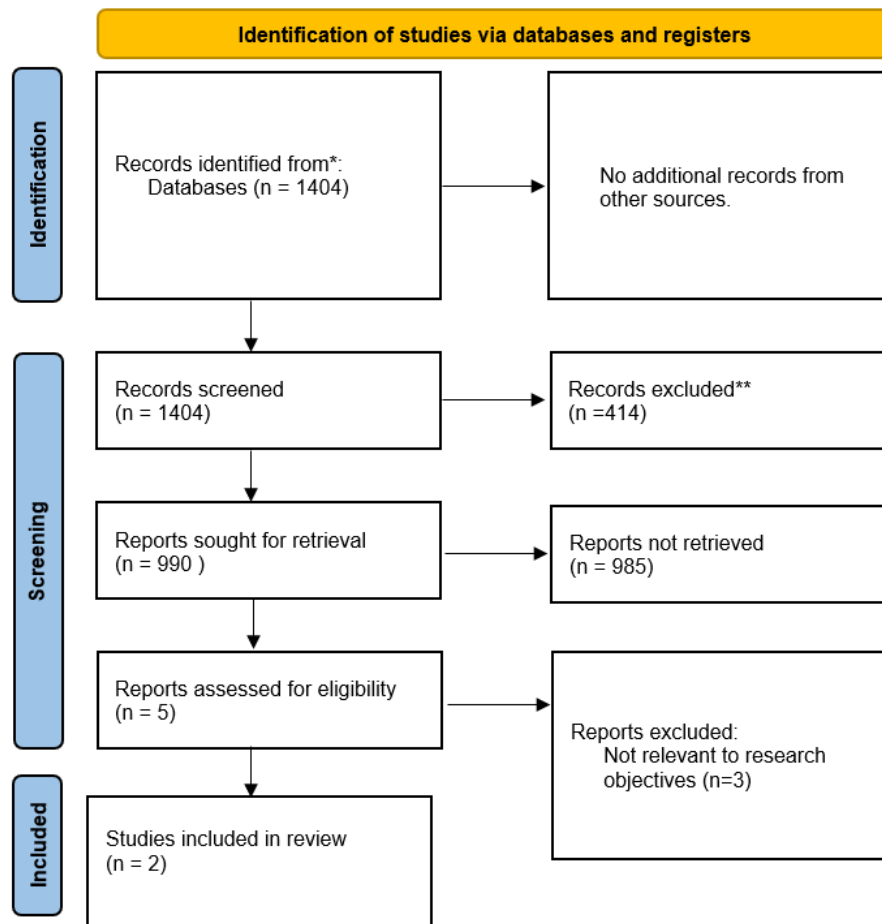 Identification of studies via databases and registers
Identification
Records identified from*:
Databases (n = 1404)
No additional records from
other sources.
Screening
Records screened
(n = 1404)
Records excluded**
(n =414)
Reports sought for retrieval
(n = 990 )
Reports not retrieved
(n = 985)
Reports assessed for eligibility
(n = 5)
Reports excluded:
Not relevant to research
objectives (n=3)
Included
Studies included in review
(n = 2)